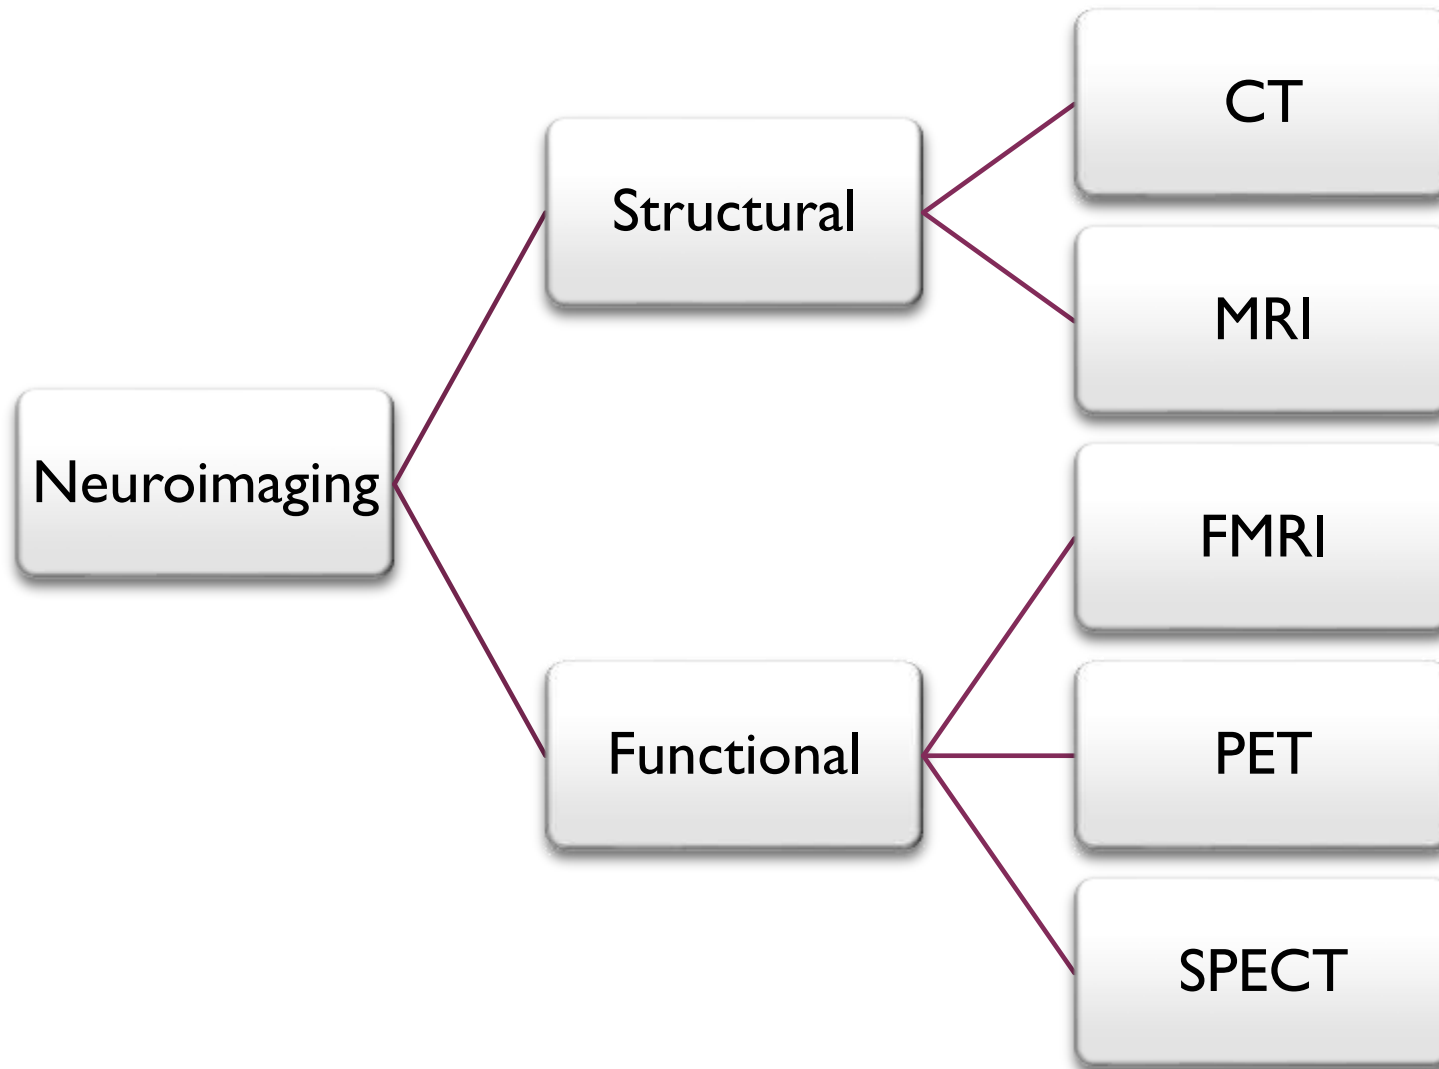 Neuroimaging
Structural
CT
MRI
Functional
FMRI
PET
SPECT